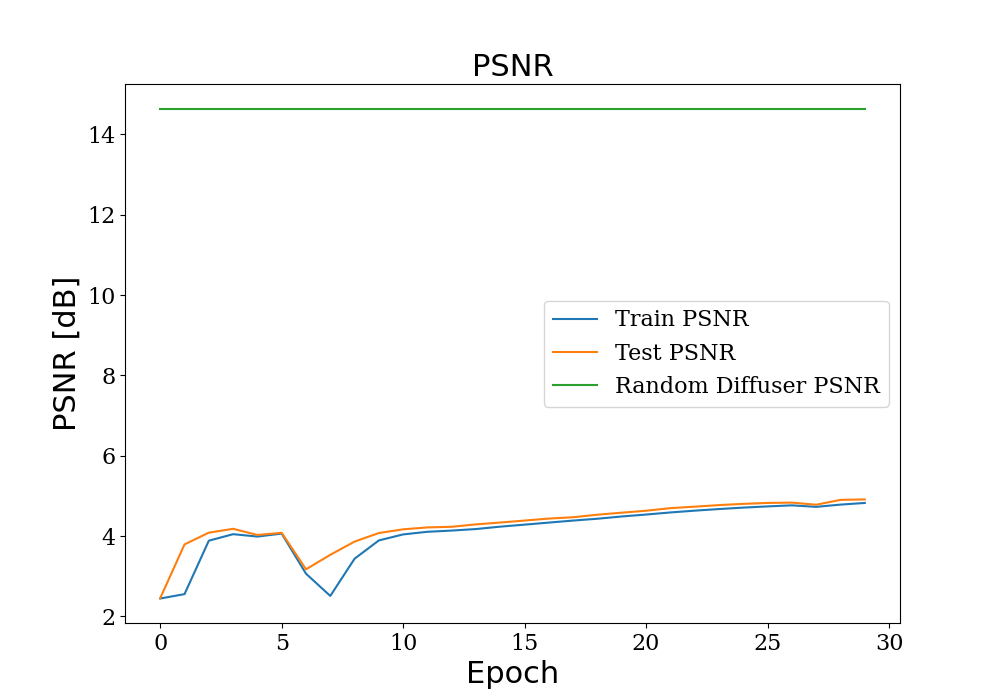 PSNR
PSNR [dB]
14
12
10
8
6
4
2
Train PSNR
Test PSNR
Random Diffuser PSNR
0 5 10 15 20 25 30
Epoch